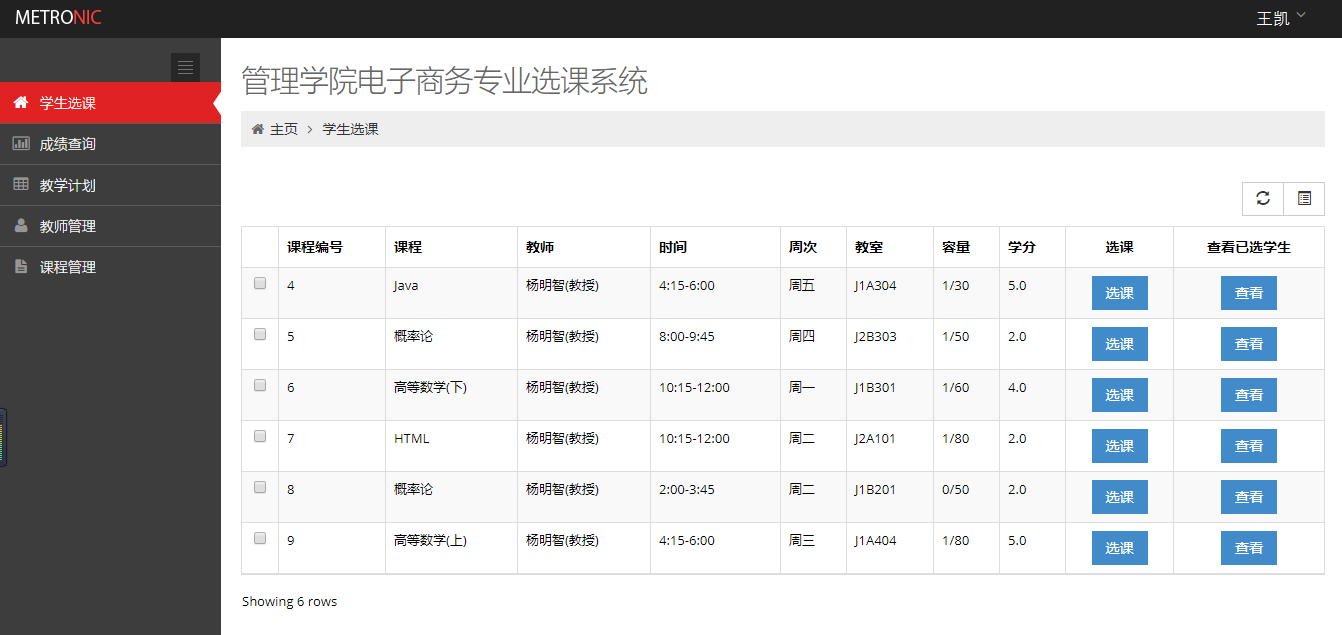 METRONIC
王凯
学生选课
成绩查询
教学计划
教师管理
课程管理
管理学院电子商务专业选课系统
主页 > 学生选课
课程编号 课程 教师 时间 周次 教室 容量 学分 选课 查看已选学生
4 Java 杨明智(教授) 4:15-6:00 周五 J1A304 1/30 5.0 选课 查看
5 概率论 杨明智(教授) 8:00-9:45 周四 J2B303 1/50 2.0 选课 查看
6 高等数学(下) 杨明智(教授) 10:15-12:00 周一 J1B301 1/60 4.0 选课 查看
7 HTML 杨明智(教授) 10:15-12:00 周二 J2A101 1/80 2.0 选课 查看
8 概率论 杨明智(教授) 2:00-3:45 周二 J1B201 0/50 2.0 选课 查看
9 高等数学(上) 杨明智(教授) 4:15-6:00 周三 J1A404 1/80 5.0 选课 查看
Showing 6 rows